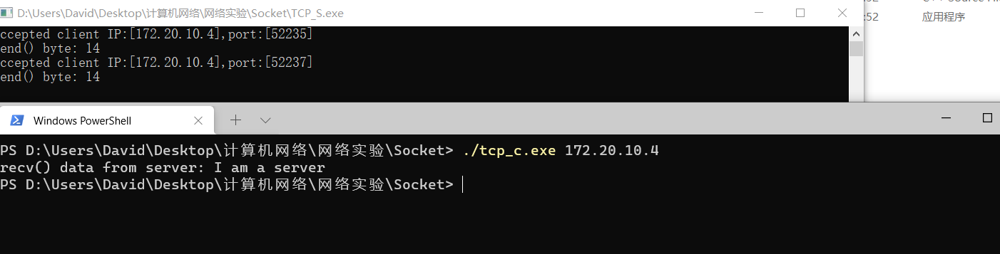 D:\Users\David\Desktop\计算机网络\网络实验\Socket\TCP_S.exe
:52
应用程序
ccepted client IP:[172.20.10.4],port:[52235]
end() byte: 14
ccepted client IP:[172.20.10.4],port:[52237]
end() byte: 14
Windows PowerShell
PS D:\Users\David\Desktop\计算机网络\网络实验\Socket> ./tcp_c.exe 172.20.10.4
recv() data from server: I am a server
PS D:\Users\David\Desktop\计算机网络\网络实验\Socket>